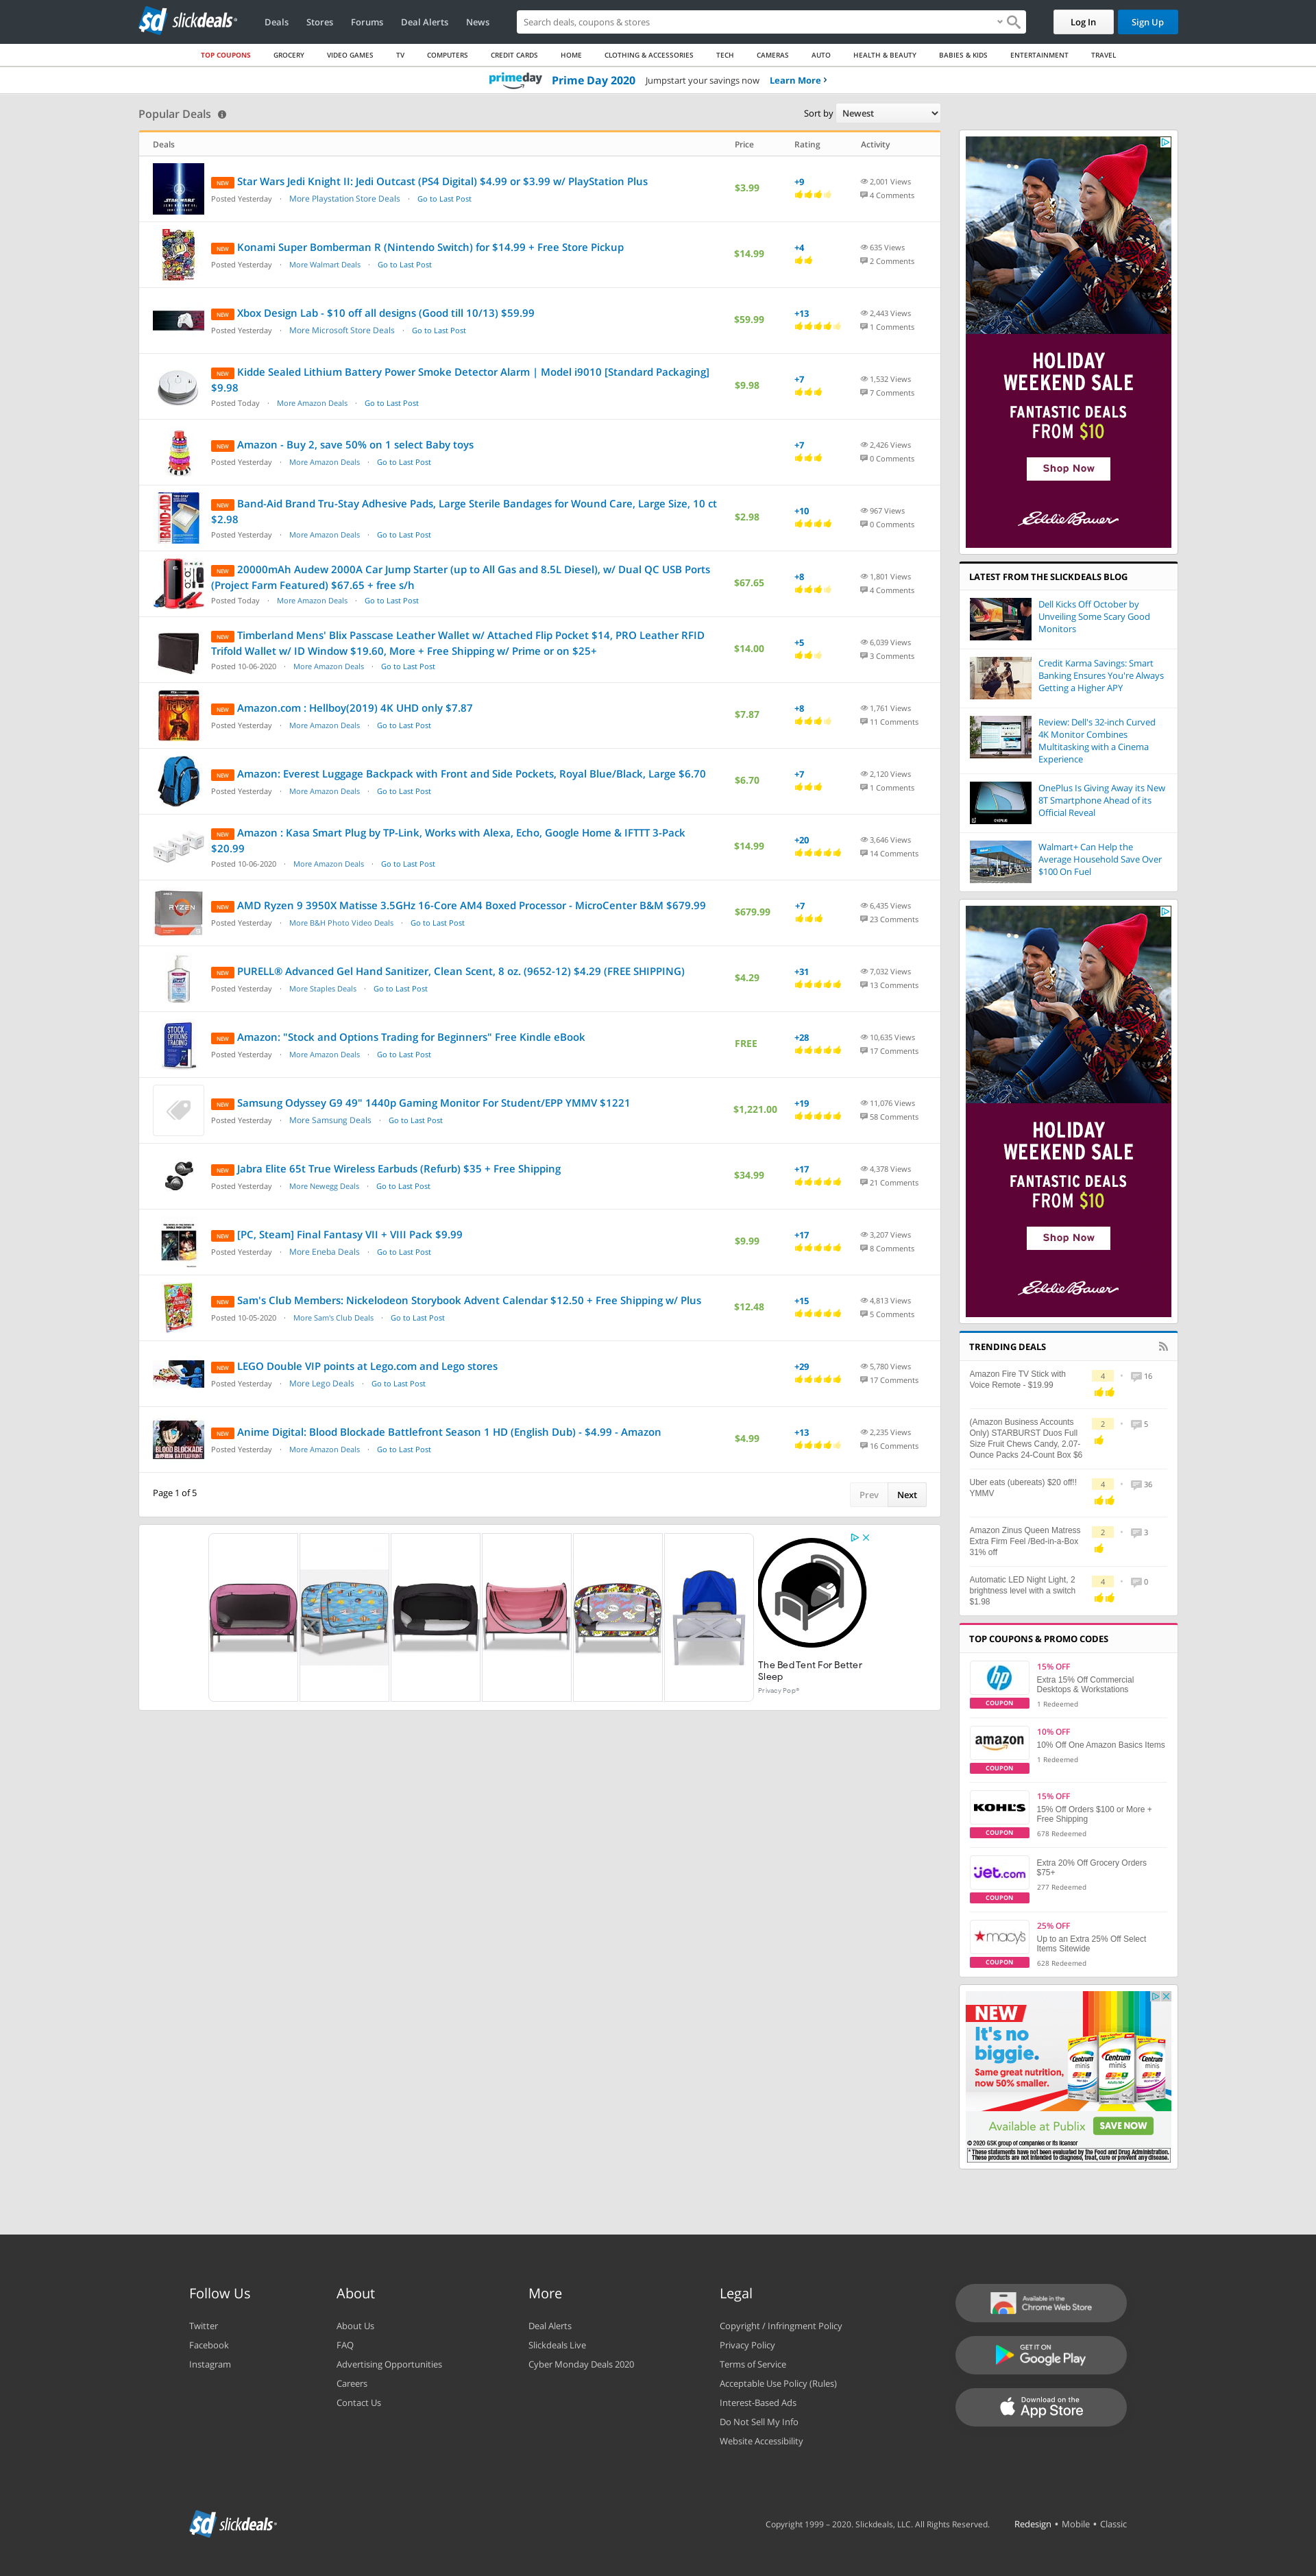 slickdeals
Deals Stores Forums Deal Alerts News
Search deals, coupons & stores
Log In Sign Up
TOP COUPONS GROCERY VIDEO GAMES TV COMPUTERS CREDIT CARDS HOME CLOTHING & ACCESSORIES TECH CAMERAS AUTO HEALTH & BEAUTY BABIES & KIDS ENTERTAINMENT TRAVEL
prime day Prime Day 2020 Jumpstart your savings now Learn More
Popular Deals
Sort by Newest
Deals Price Rating Activity
NEW Star Wars Jedi Knight II: Jedi Outcast (PS4 Digital) $4.99 or $3.99 w/ PlayStation Plus
Posted Yesterday · More Playstation Store Deals · Go to Last Post
$3.99
+9
2,001 Views
4 Comments
NEW Konami Super Bomberman R (Nintendo Switch) for $14.99 + Free Store Pickup
Posted Yesterday · More Walmart Deals · Go to Last Post
$14.99
+4
635 Views
2 Comments
NEW Xbox Design Lab - $10 off all designs (Good till 10/13) $59.99
Posted Yesterday · More Microsoft Store Deals · Go to Last Post
$59.99
+13
2,443 Views
1 Comments
NEW Kidde Sealed Lithium Battery Power Smoke Detector Alarm | Model i9010 [Standard Packaging]
$9.98
Posted Today · More Amazon Deals · Go to Last Post
$9.98
+7
1,532 Views
7 Comments
NEW Amazon - Buy 2, save 50% on 1 select Baby toys
Posted Yesterday · More Amazon Deals · Go to Last Post
+7
2,426 Views
0 Comments
NEW Band-Aid Brand Tru-Stay Adhesive Pads, Large Sterile Bandages for Wound Care, Large Size, 10 ct
$2.98
Posted Yesterday · More Amazon Deals · Go to Last Post
$2.98
+10
967 Views
0 Comments
NEW 20000mAh Audew 2000A Car Jump Starter (up to All Gas and 8.5L Diesel), w/ Dual QC USB Ports
(Project Farm Featured) $67.65 + free s/h
Posted Today · More Amazon Deals · Go to Last Post
$67.65
+8
1,801 Views
4 Comments
NEW Timberland Mens' Blix Passcase Leather Wallet w/ Attached Flip Pocket $14, PRO Leather RFID
Trifold Wallet w/ ID Window $19.60, More + Free Shipping w/ Prime or on $25+
Posted 10-06-2020 · More Amazon Deals · Go to Last Post
$14.00
+5
6,039 Views
3 Comments
NEW Amazon.com : Hellboy(2019) 4K UHD only $7.87
Posted Yesterday · More Amazon Deals · Go to Last Post
$7.87
+8
1,761 Views
11 Comments
NEW Amazon: Everest Luggage Backpack with Front and Side Pockets, Royal Blue/Black, Large $6.70
Posted Yesterday · More Amazon Deals · Go to Last Post
$6.70
+7
2,120 Views
1 Comments
NEW Amazon : Kasa Smart Plug by TP-Link, Works with Alexa, Echo, Google Home & IFTTT 3-Pack
$20.99
Posted 10-06-2020 · More Amazon Deals · Go to Last Post
$14.99
+20
3,646 Views
14 Comments
NEW AMD Ryzen 9 3950X Matisse 3.5GHz 16-Core AM4 Boxed Processor - MicroCenter B&M $679.99
Posted Yesterday · More B&H Photo Video Deals · Go to Last Post
$679.99
+7
6,435 Views
23 Comments
NEW PURELL® Advanced Gel Hand Sanitizer, Clean Scent, 8 oz. (9652-12) $4.29 (FREE SHIPPING)
Posted Yesterday · More Staples Deals · Go to Last Post
$4.29
+31
7,032 Views
13 Comments
NEW Amazon: "Stock and Options Trading for Beginners" Free Kindle eBook
Posted Yesterday · More Amazon Deals · Go to Last Post
FREE
+28
10,635 Views
17 Comments
NEW Samsung Odyssey G9 49" 1440p Gaming Monitor For Student/EPP YMMV $1221
Posted Yesterday · More Samsung Deals · Go to Last Post
$1,221.00
+19
11,076 Views
58 Comments
NEW Jabra Elite 65t True Wireless Earbuds (Refurb) $35 + Free Shipping
Posted Yesterday · More Newegg Deals · Go to Last Post
$34.99
+17
4,378 Views
21 Comments
NEW [PC, Steam] Final Fantasy VII + VIII Pack $9.99
Posted Yesterday · More Eneba Deals · Go to Last Post
$9.99
+17
3,207 Views
8 Comments
NEW Sam's Club Members: Nickelodeon Storybook Advent Calendar $12.50 + Free Shipping w/ Plus
Posted 10-05-2020 · More Sam's Club Deals · Go to Last Post
$12.48
+15
4,813 Views
5 Comments
NEW LEGO Double VIP points at Lego.com and Lego stores
Posted Yesterday · More Lego Deals · Go to Last Post
+29
5,780 Views
17 Comments
NEW Anime Digital: Blood Blockade Battlefront Season 1 HD (English Dub) - $4.99 - Amazon
Posted Yesterday · More Amazon Deals · Go to Last Post
$4.99
+13
2,235 Views
16 Comments
Page 1 of 5
Prev Next
The Bed Tent For Better
Sleep
Privacy Pop®
HOLIDAY
WEEKEND SALE
FANTASTIC DEALS
FROM $10
Shop Now
Eddie Bauer
LATEST FROM THE SLICKDEALS BLOG
Dell Kicks Off October by
Unveiling Some Scary Good
Monitors
Credit Karma Savings: Smart
Banking Ensures You're Always
Getting a Higher APY
Review: Dell's 32-inch Curved
4K Monitor Combines
Multitasking with a Cinema
Experience
OnePlus Is Giving Away its New
8T Smartphone Ahead of its
Official Reveal
Walmart+ Can Help the
Average Household Save Over
$100 On Fuel
HOLIDAY
WEEKEND SALE
FANTASTIC DEALS
FROM $10
Shop Now
Eddie Bauer
TRENDING DEALS
Amazon Fire TV Stick with
Voice Remote - $19.99
4 · 16
(Amazon Business Accounts
Only) STARBURST Duos Full
Size Fruit Chews Candy, 2.07-
Ounce Packs 24-Count Box $6
2 · 5
Uber eats (ubereats) $20 off!!
YMMV
4 · 36
Amazon Zinus Queen Matress
Extra Firm Feel /Bed-in-a-Box
31% off
2 · 3
Automatic LED Night Light, 2
brightness level with a switch
$1.98
4 · 0
TOP COUPONS & PROMO CODES
hp
COUPON
15% OFF
Extra 15% Off Commercial
Desktops & Workstations
1 Redeemed
amazon
COUPON
10% OFF
10% Off One Amazon Basics Items
1 Redeemed
KOHL'S
COUPON
15% OFF
15% Off Orders $100 or More +
Free Shipping
678 Redeemed
jet.com
COUPON
Extra 20% Off Grocery Orders
$75+
277 Redeemed
macy's
COUPON
25% OFF
Up to an Extra 25% Off Select
Items Sitewide
628 Redeemed
NEW
It's no
biggie.
Same great nutrition,
now 50% smaller.
Centrum
minis
Centrum
minis
Centrum
minis
Available at Publix SAVE NOW
© 2020 GSK group of companies or its licensor
* These statements have not been evaluated by the Food and Drug Administration.
These products are not intended to diagnose, treat, cure or prevent any disease.
Follow Us
Twitter
Facebook
Instagram
About
About Us
FAQ
Advertising Opportunities
Careers
Contact Us
More
Deal Alerts
Slickdeals Live
Cyber Monday Deals 2020
Legal
Copyright / Infringment Policy
Privacy Policy
Terms of Service
Acceptable Use Policy (Rules)
Interest-Based Ads
Do Not Sell My Info
Website Accessibility
Available in the
Chrome Web Store
GET IT ON
Google Play
Download on the
App Store
slickdeals
Copyright 1999 – 2020. Slickdeals, LLC. All Rights Reserved. Redesign • Mobile • Classic